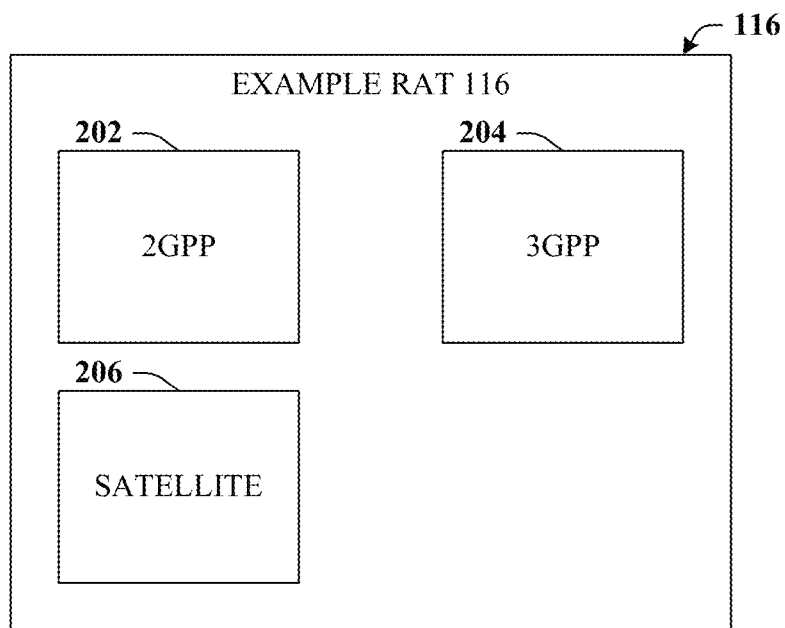 116
EXAMPLE RAT 116
202
204
2GPP
3GPP
206
SATELLITE